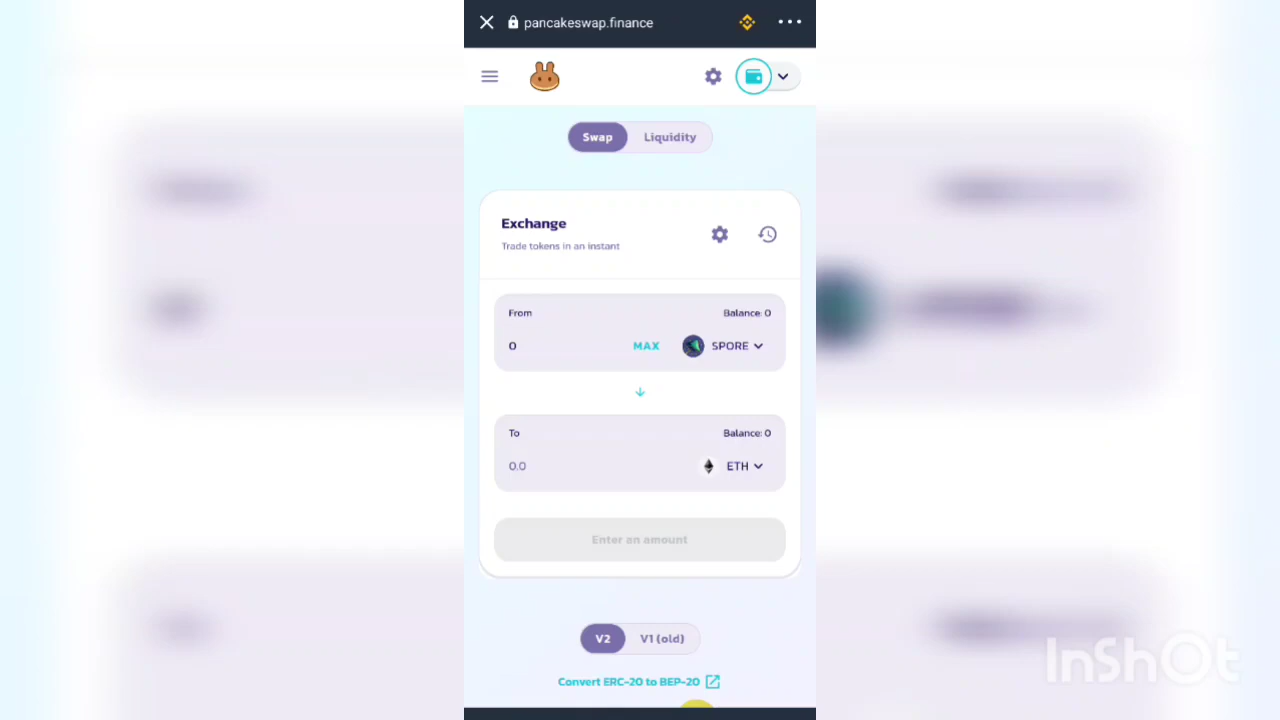 pancakeswap.finance
Swap Liquidity
Exchange
Trade tokens in an instant
From Balance: 0
0 MAX SPORE
To Balance: 0
0.0 ETH
Enter an amount
V2 V1 (old)
Convert ERC-20 to BEP-20
InShOt